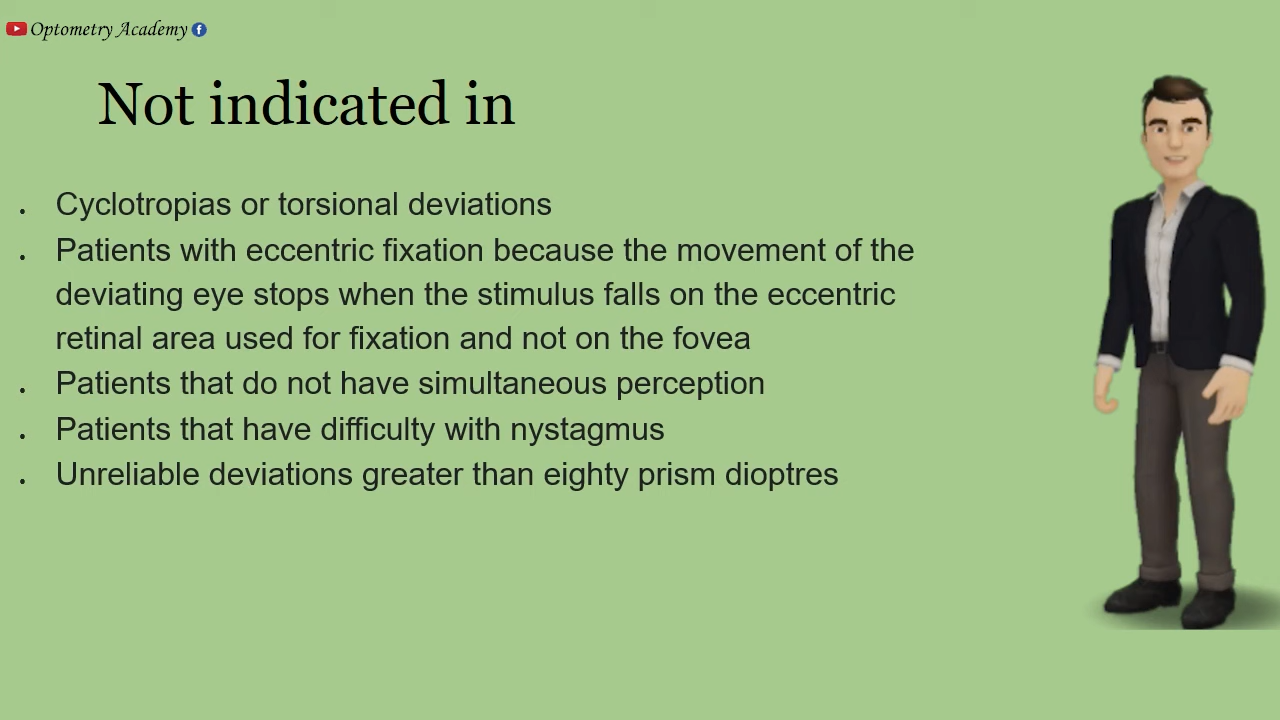 Optometry Academy
Not indicated in
. Cyclotropias or torsional deviations
. Patients with eccentric fixation because the movement of the
deviating eye stops when the stimulus falls on the eccentric
retinal area used for fixation and not on the fovea
. Patients that do not have simultaneous perception
. Patients that have difficulty with nystagmus
. Unreliable deviations greater than eighty prism dioptres